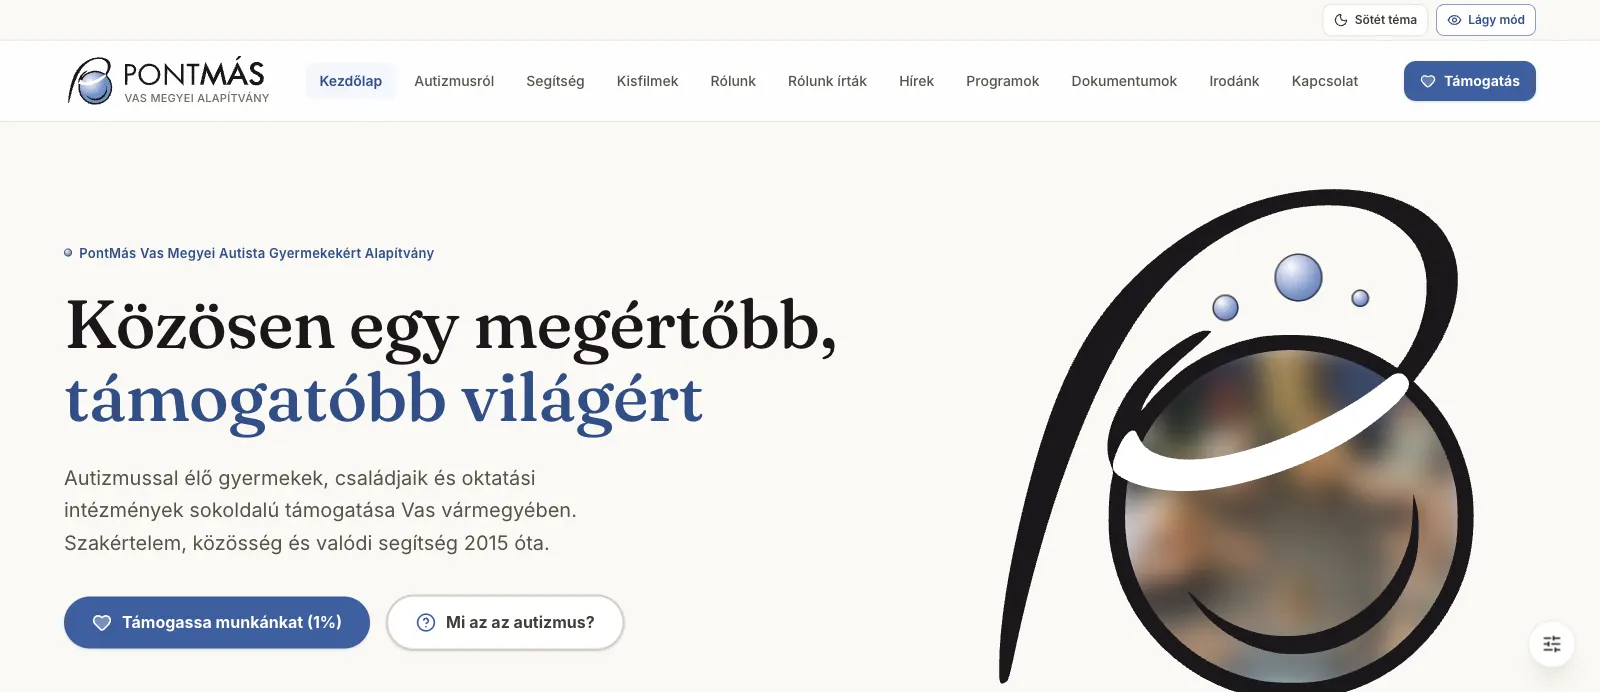 Sötét téma
Lágy mód
PONTMÁS
VAS MEGYEI ALAPÍTVÁNY
Kezdőlap
Autizmusról
Segítség
Kisfilmek
Rólunk
Rólunk írták
Hírek
Programok
Dokumentumok
Irodánk
Kapcsolat
Támogatás
PontMás Vas Megyei Autista Gyermekekért Alapítvány
Közösen egy megértőbb,
támogatóbb világért
Autizmussal élő gyermekek, családjaik és oktatási
intézmények sokoldalú támogatása Vas vármegyében.
Szakértelem, közösség és valódi segítség 2015 óta.
Támogassa munkánkat (1%)
Mi az az autizmus?